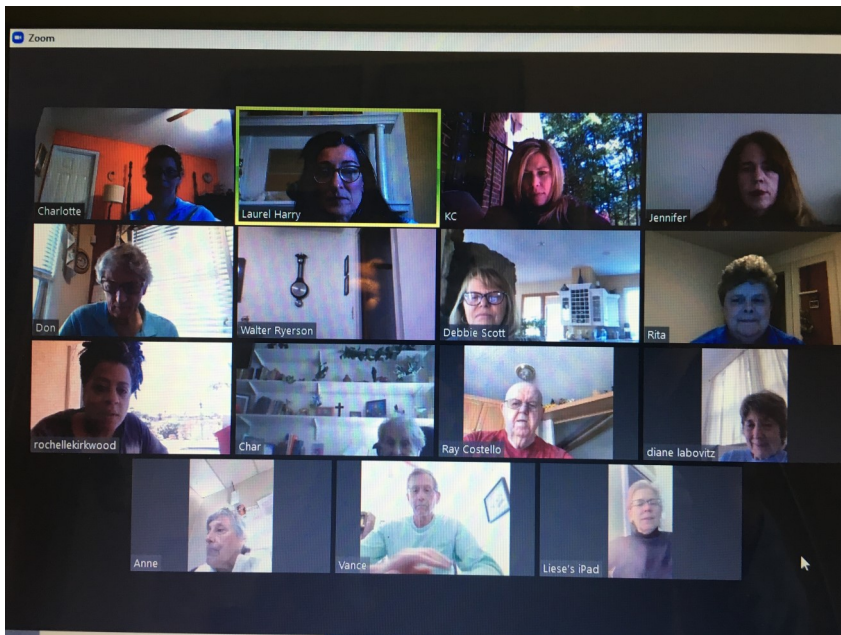 Zoom
Charlotte
Laurel Harry
KC
Jennifer
Don
Walter Ryerson
Debbie Scott
Rita
rochellekirkwood
Char
Ray Costello
diane labovitz
Anne
Vance
Liese's iPad